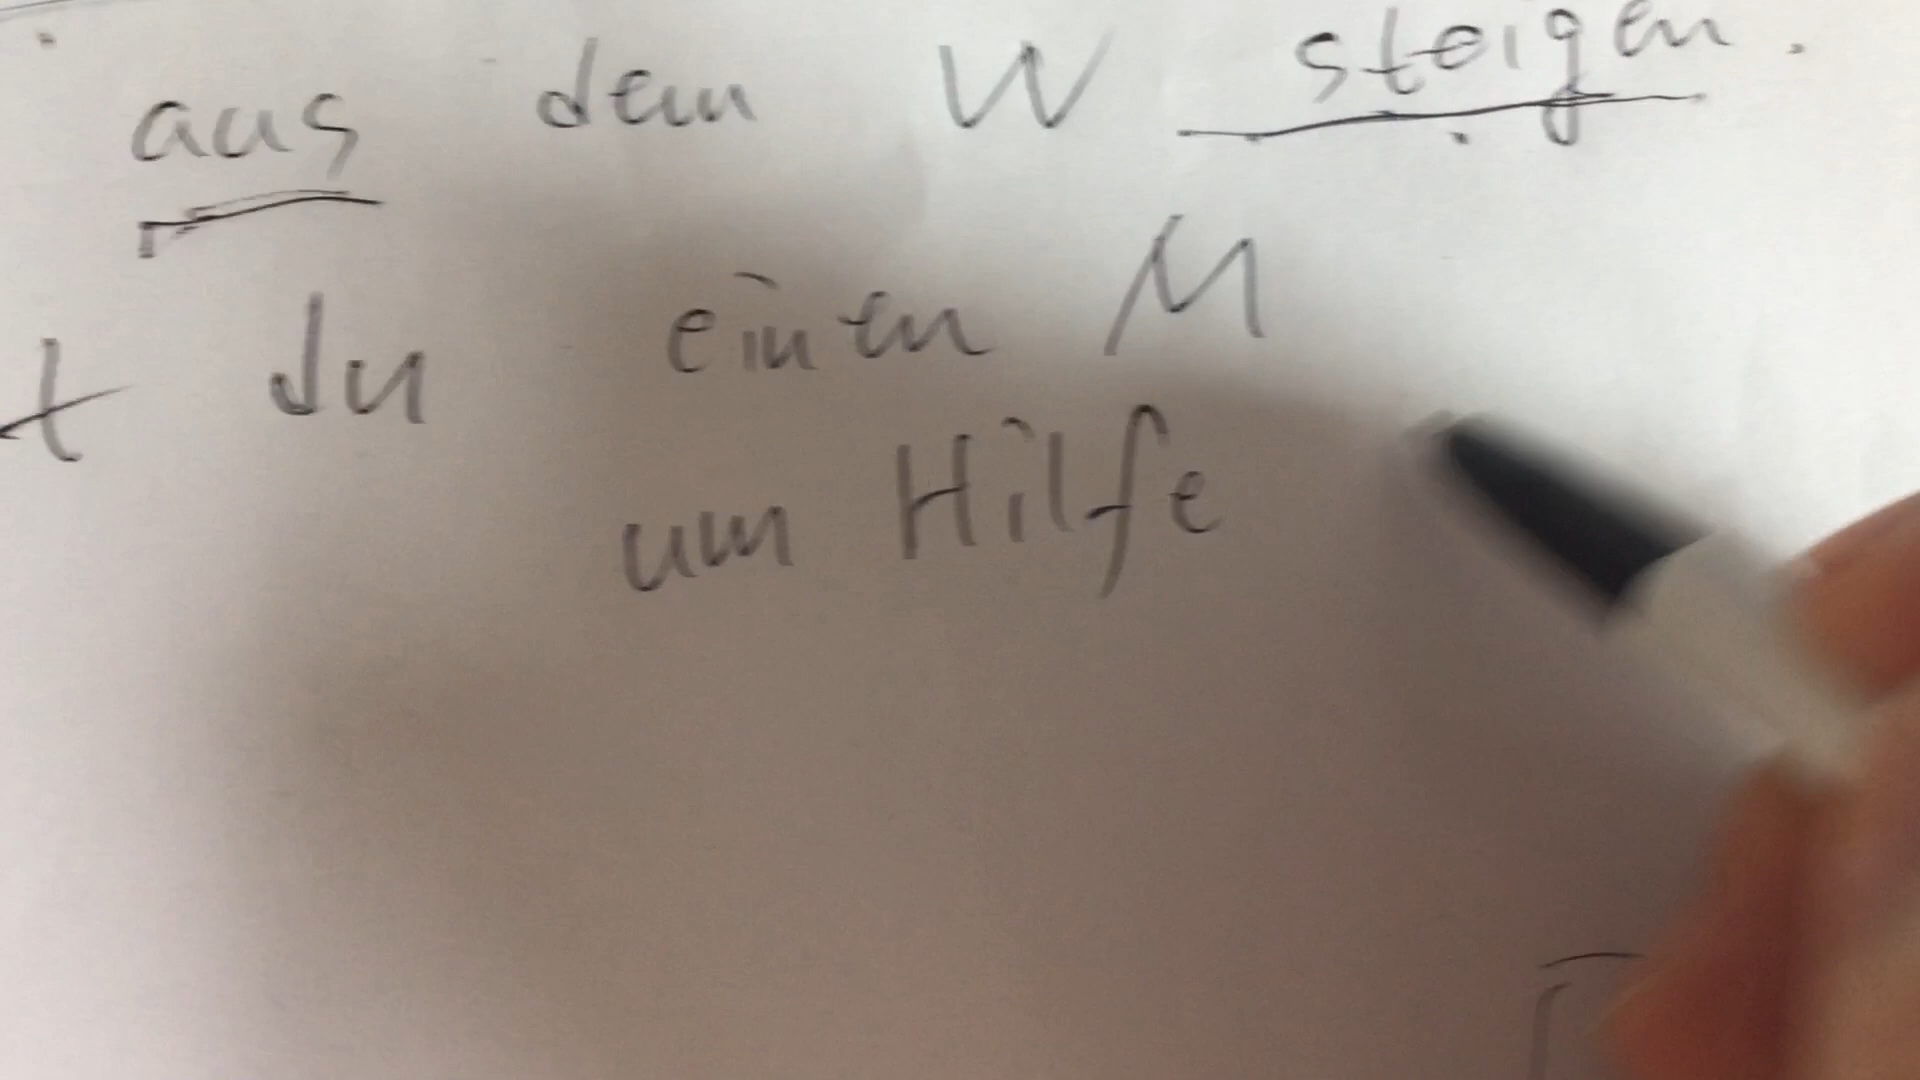 aus dem W steigen.
t du einen M
um Hilfe